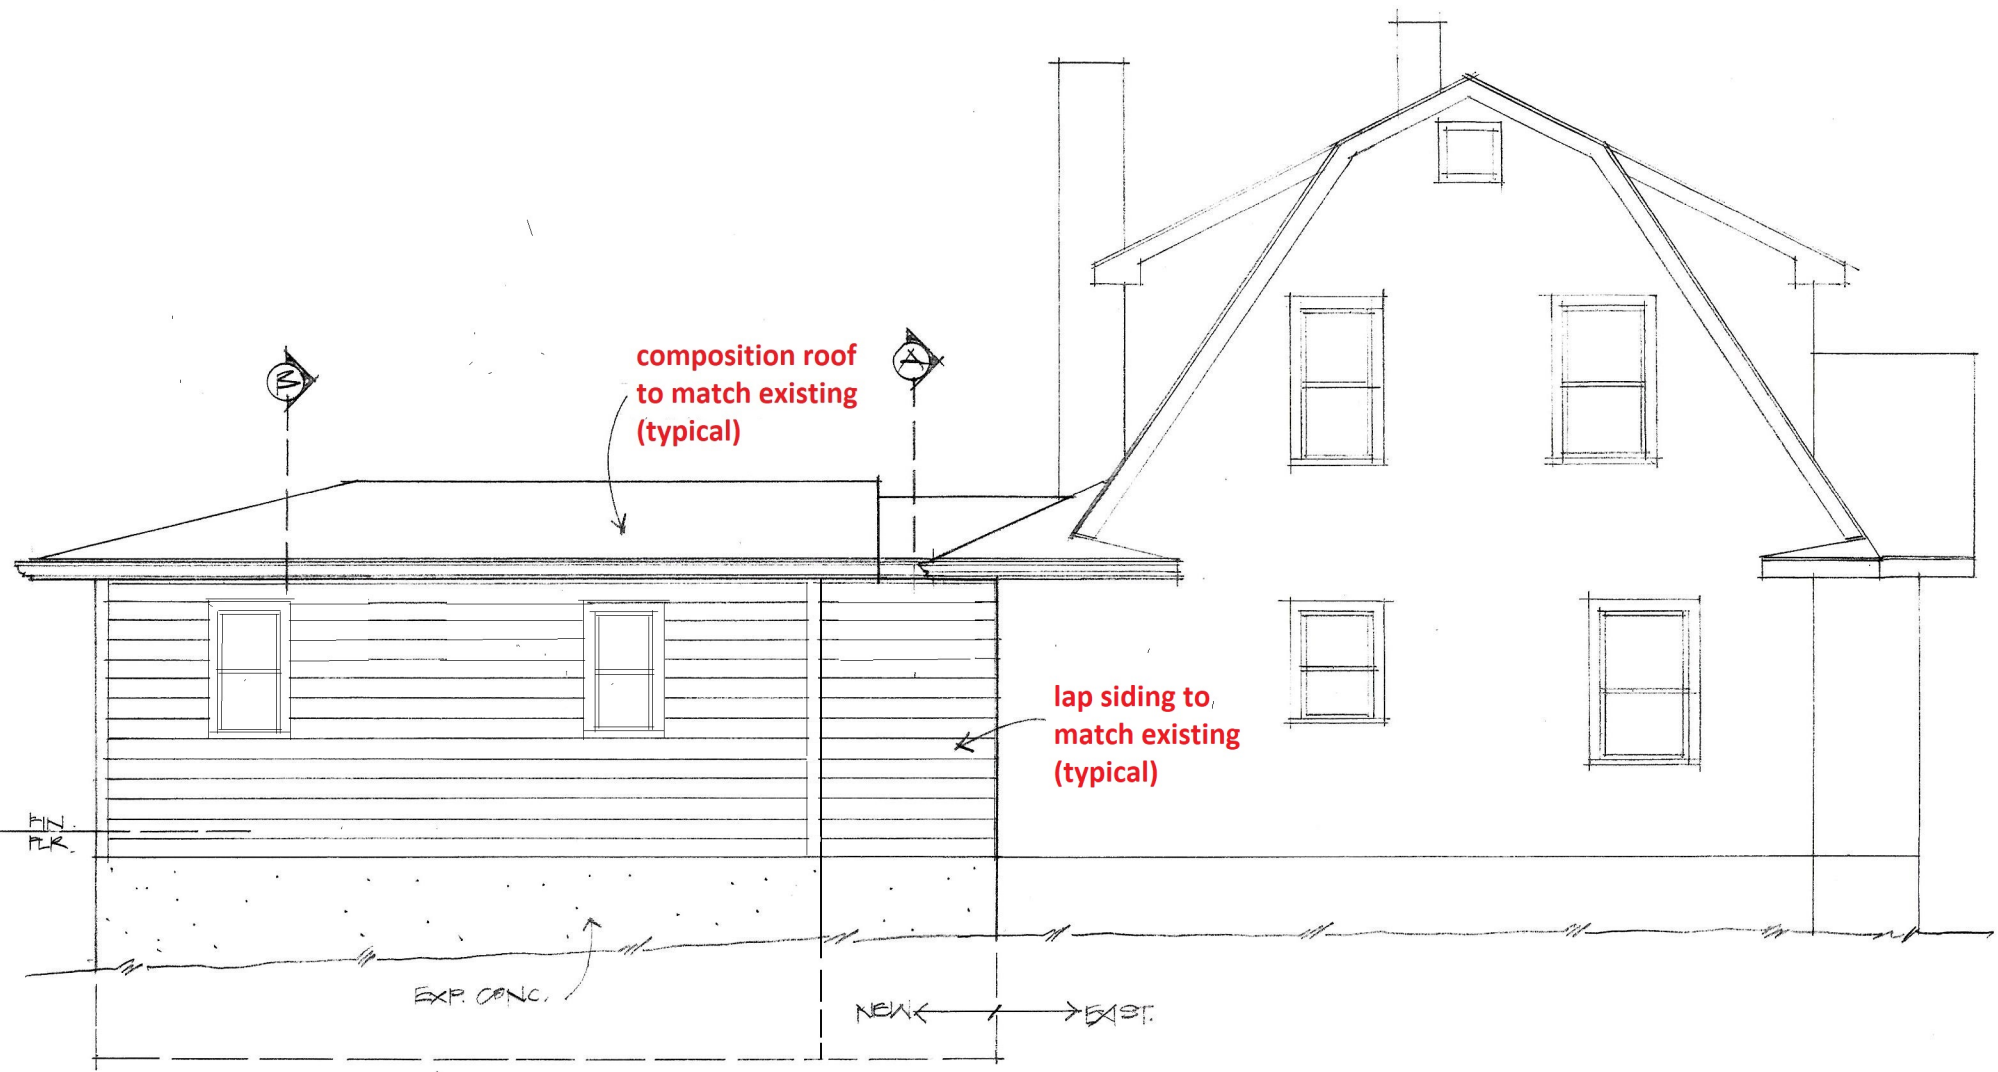 composition roof
to match existing
(typical)
A
lap siding to
match existing
(typical)
FIN.
FLR.
EXP. CONC.
NEW
EXIST.